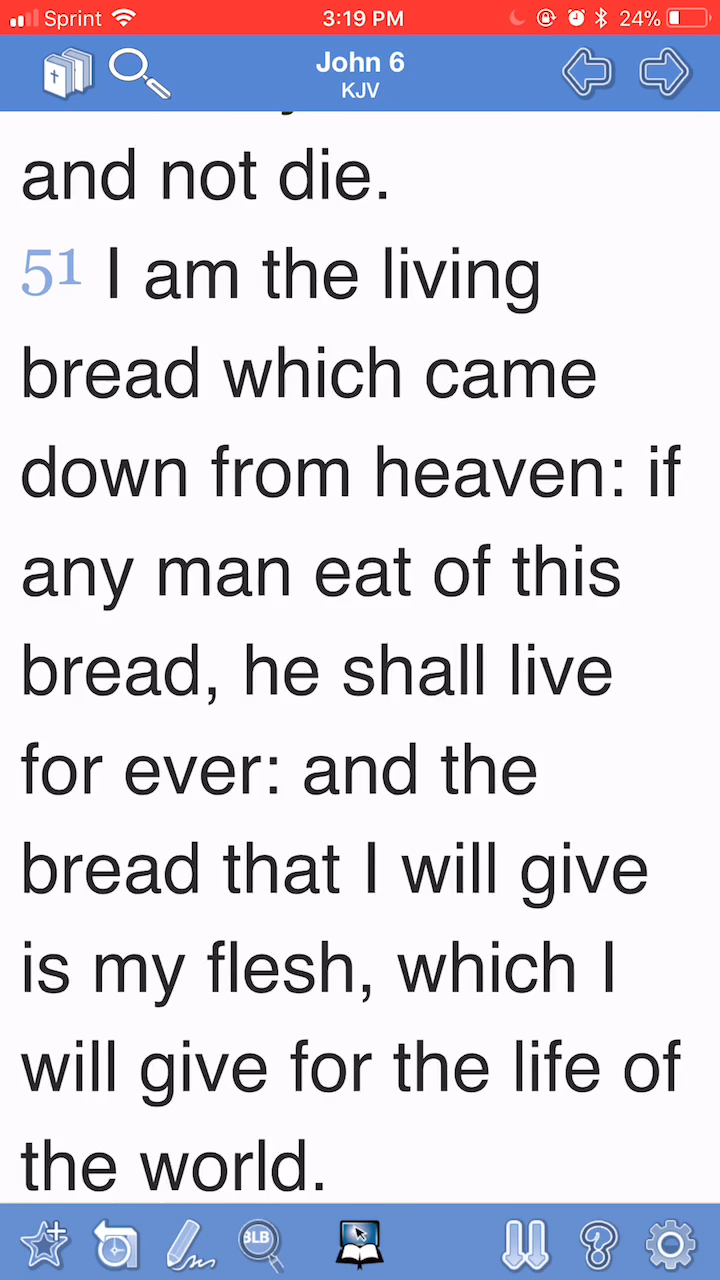 Sprint 3:19 PM 24%
John 6
KJV
and not die.
51 I am the living
bread which came
down from heaven: if
any man eat of this
bread, he shall live
for ever: and the
bread that I will give
is my flesh, which I
will give for the life of
the world.
BLB